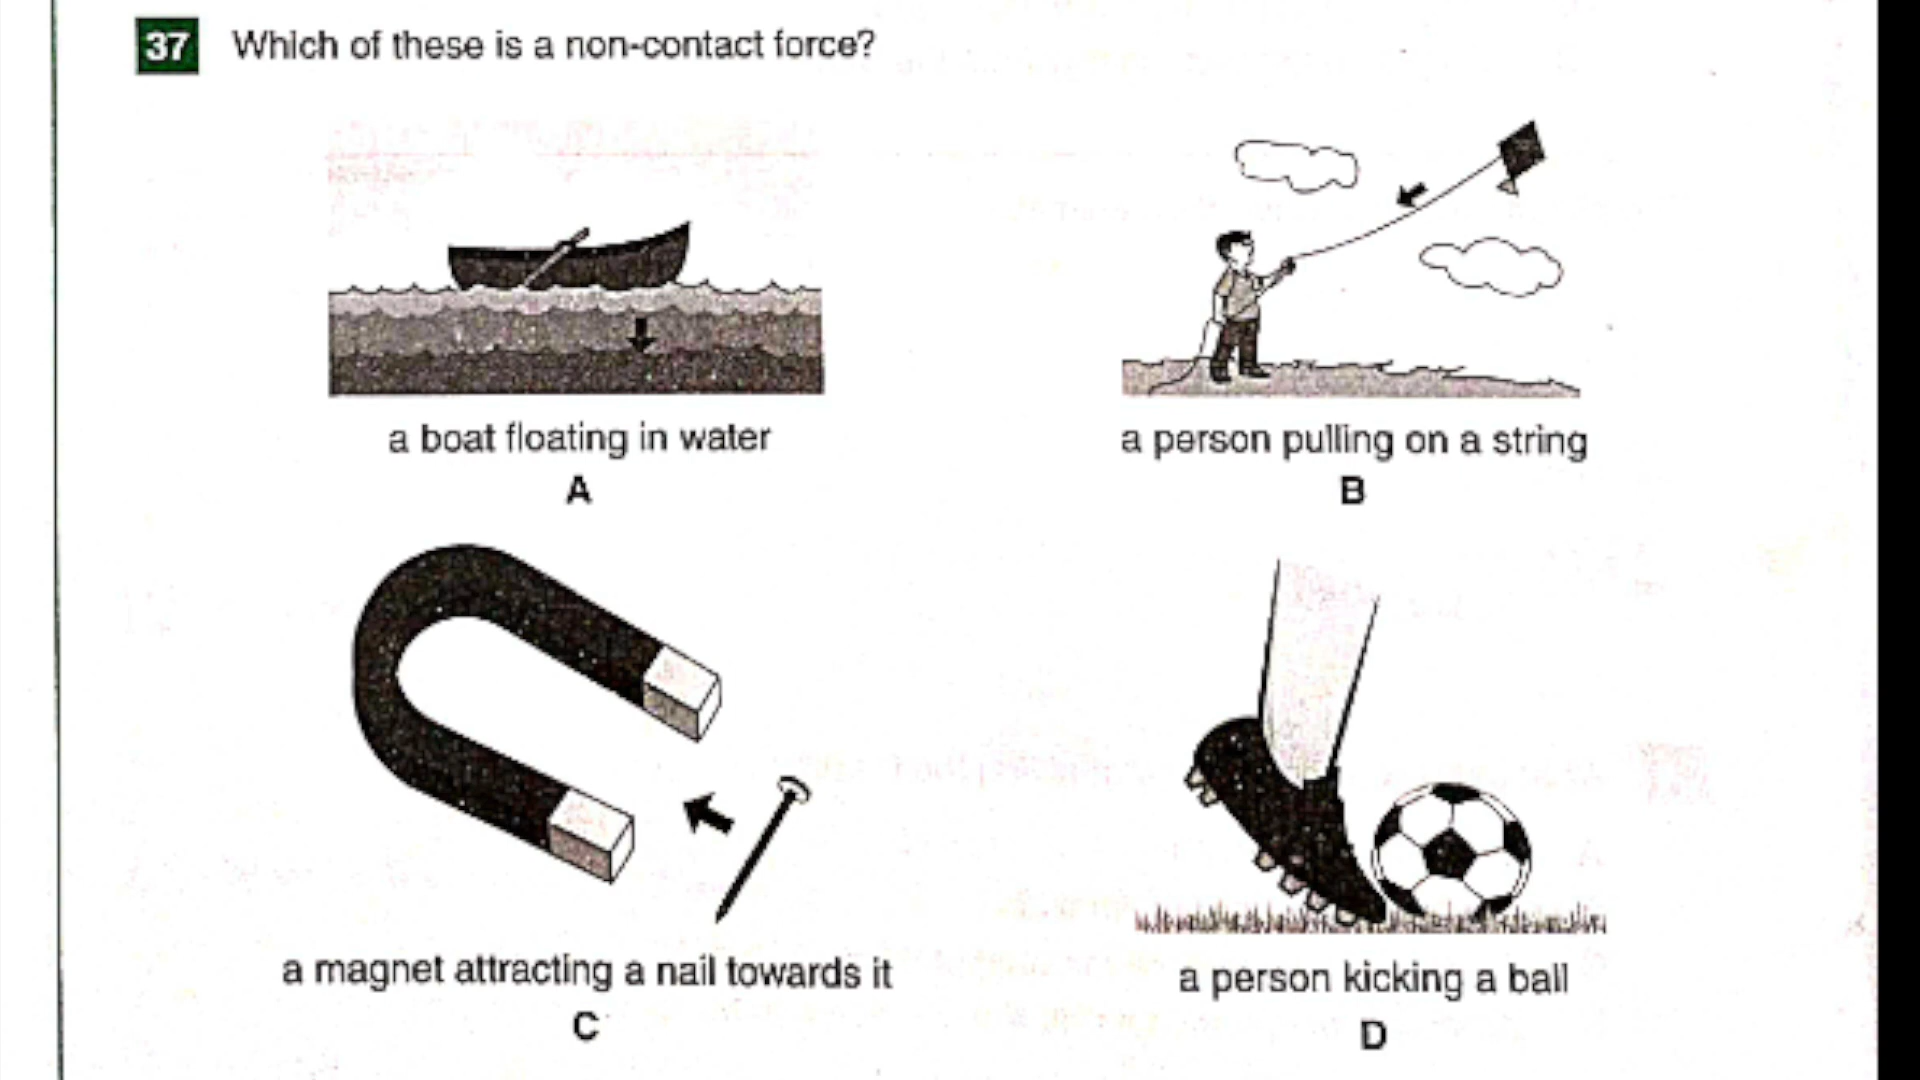 37 Which of these is a non-contact force?
a boat floating in water
A
a person pulling on a string
B
a magnet attracting a nail towards it
C
a person kicking a ball
D